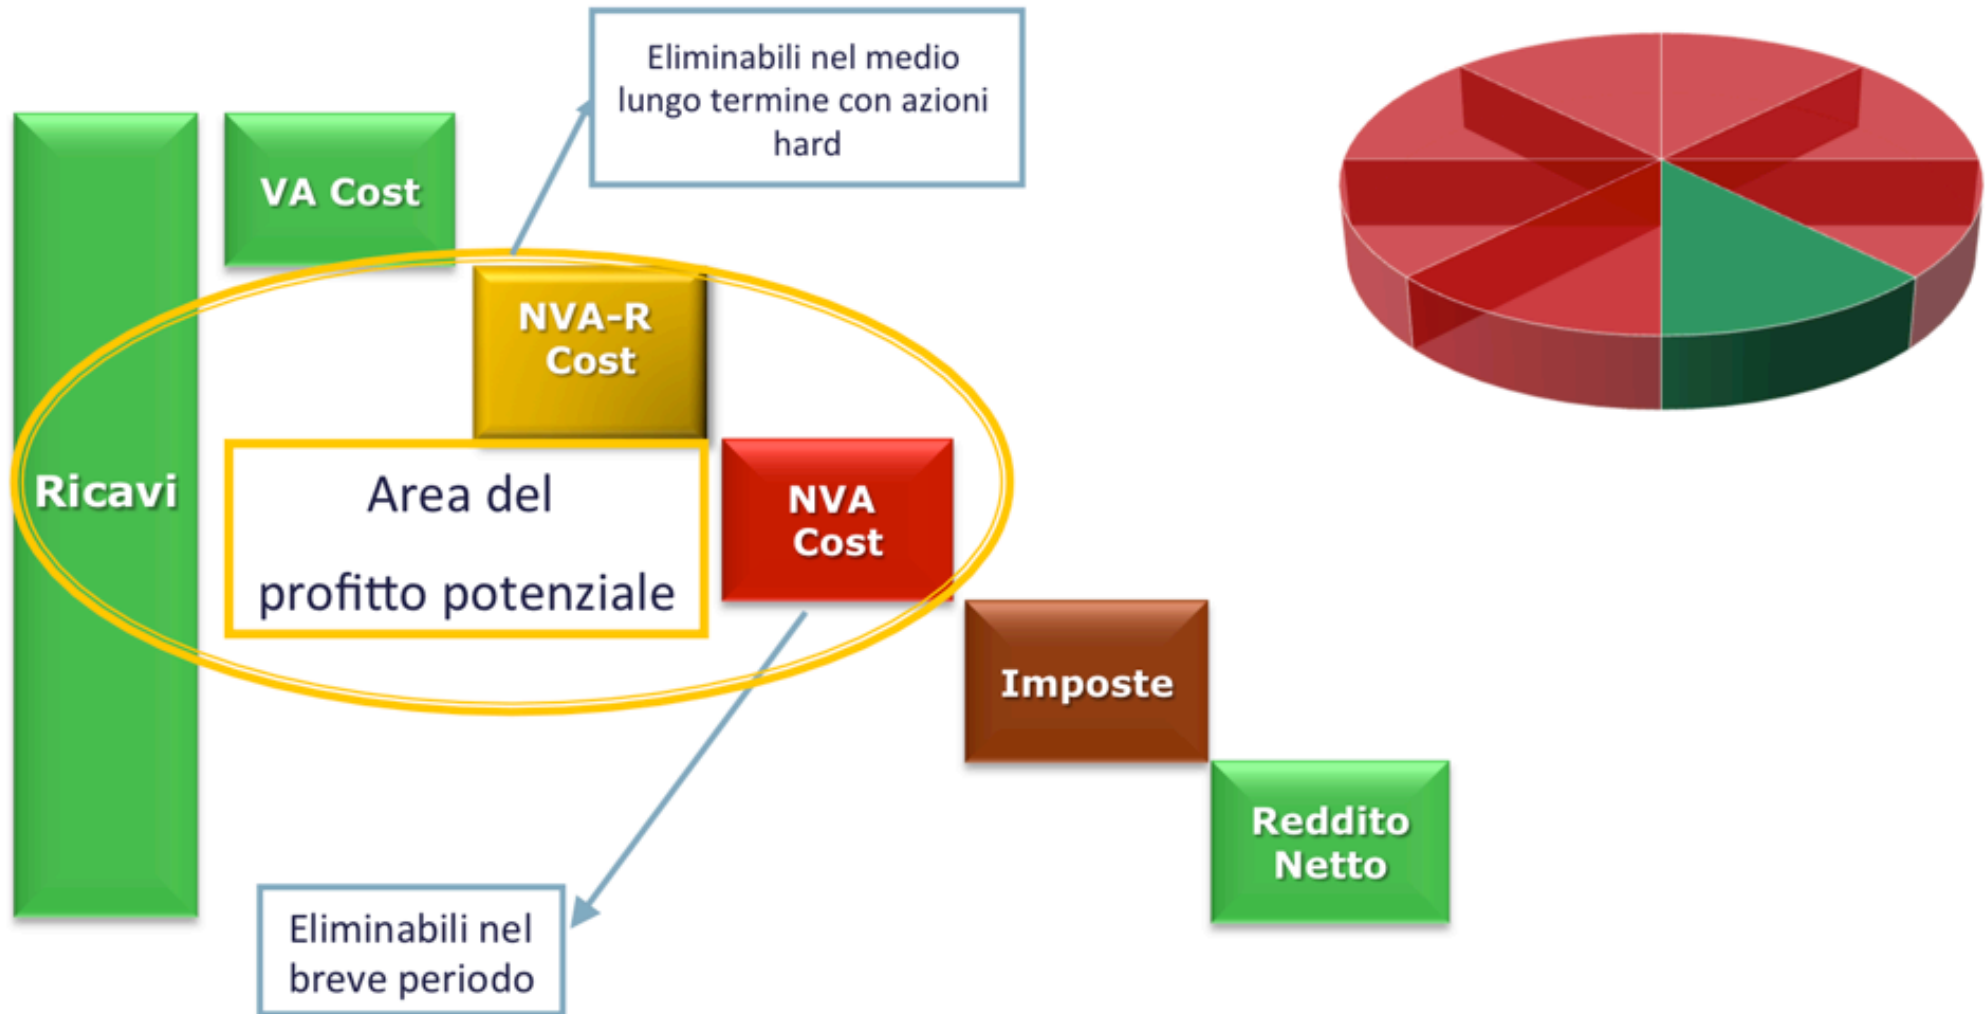 Eliminabili nel medio
lungo termine con azioni
hard
VA Cost
NVA-R
Cost
Ricavi
Area del
profitto potenziale
NVA
Cost
Imposte
Reddito
Netto
Eliminabili nel
breve periodo